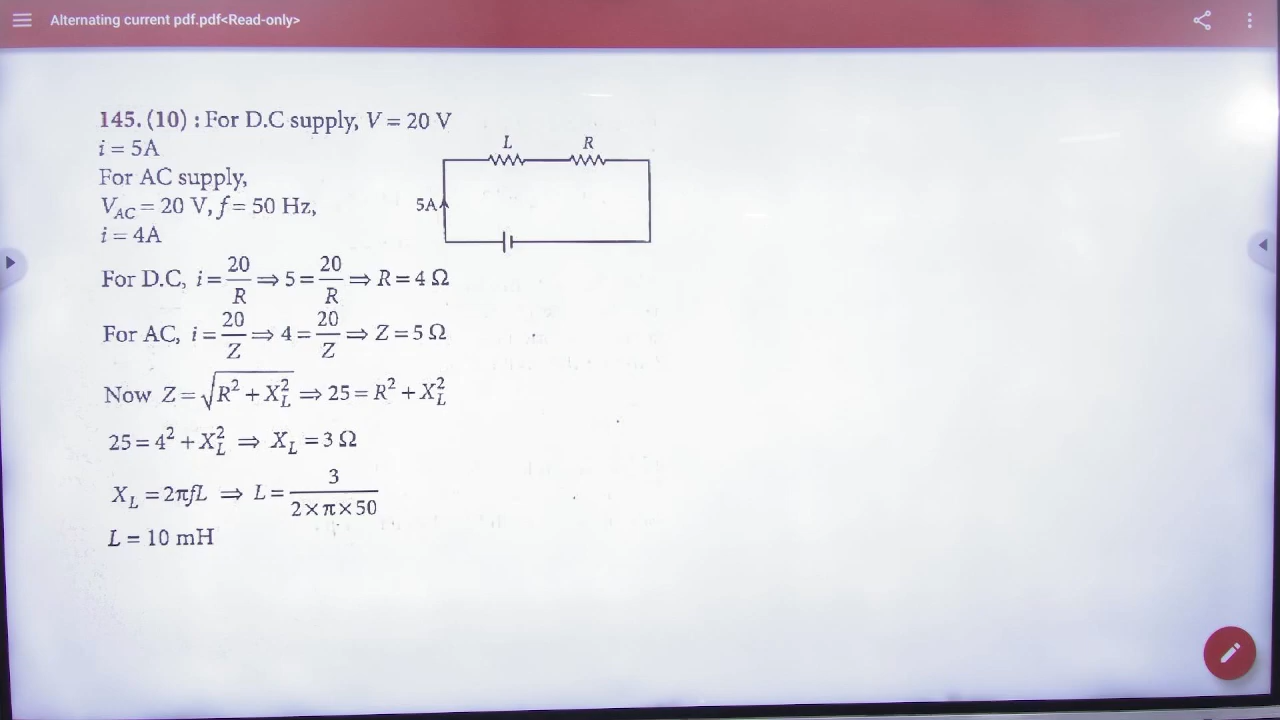 Alternating current pdf.pdf<Read-only>
145. (10) : For D.C supply, V = 20 V
i = 5A
For AC supply,
V_AC = 20 V, f = 50 Hz,
i = 4A
L R
5A
For D.C, i = 20/R ⇒ 5 = 20/R ⇒ R = 4 Ω
For AC, i = 20/Z ⇒ 4 = 20/Z ⇒ Z = 5 Ω
Now Z = √(R² + X_L²) ⇒ 25 = R² + X_L²
25 = 4² + X_L² ⇒ X_L = 3 Ω
X_L = 2πfL ⇒ L = 3/(2×π×50)
L = 10 mH